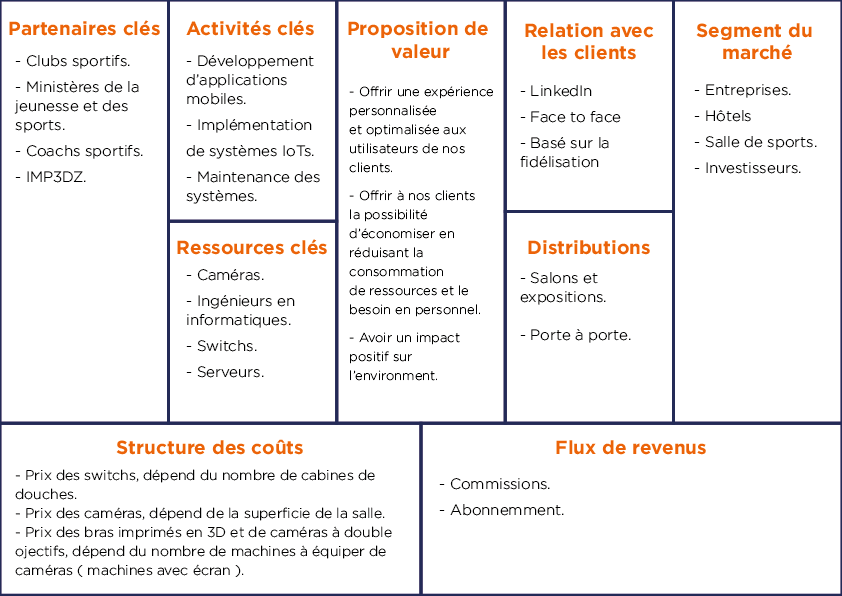 Partenaires clés
- Clubs sportifs.
- Ministères de la
jeunesse et des
sports.
- Coachs sportifs.
- IMP3DZ.
Activités clés
- Développement
d'applications
mobiles.
- Implémentation
de systèmes IoTs.
- Maintenance des
systèmes.
Ressources clés
- Caméras.
- Ingénieurs en
informatiques.
- Switchs.
- Serveurs.
Proposition de
valeur
- Offrir une expérience
personnalisée
et optimalisée aux
utilisateurs de nos
clients.
- Offrir à nos clients
la possibilité
d'économiser en
réduisant la
consommation
de ressources et le
besoin en personnel.
- Avoir un impact
positif sur
l'environment.
Relation avec
les clients
- LinkedIn
- Face to face
- Basé sur la
fidélisation
Distributions
- Salons et
expositions.
- Porte à porte.
Segment du
marché
- Entreprises.
- Hôtels
- Salle de sports.
- Investisseurs.
Structure des coûts
- Prix des switchs, dépend du nombre de cabines de
douches.
- Prix des caméras, dépend de la superficie de la salle.
- Prix des bras imprimés en 3D et de caméras à double
ojectifs, dépend du nombre de machines à équiper de
caméras ( machines avec écran ).
Flux de revenus
- Commissions.
- Abonnemment.